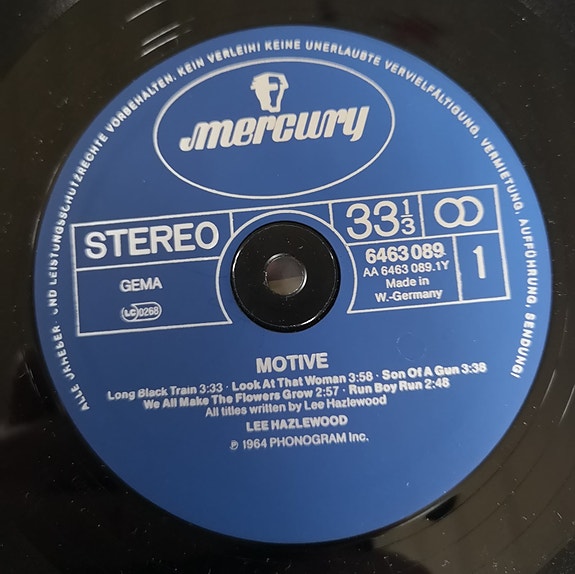 ALLE URHEBER- UND LEISTUNGSSCHUTZRECHTE VORBEHALTEN. KEIN VERLEIH! KEINE UNERLAUBTE VERVIELFÄLTIGUNG, VERMIETUNG, AUFFÜHRUNG, SENDUNG!
mercury
STEREO
33 1/3
GEMA
LC 0268
6463 089
AA 6463 089.1Y
Made in
W.-Germany
1
MOTIVE
Long Black Train 3:33 · Look At That Woman 3:58 · Son Of A Gun 3:38
We All Make The Flowers Grow 2:57 · Run Boy Run 2:48
All titles written by Lee Hazlewood
LEE HAZLEWOOD
℗ 1964 PHONOGRAM Inc.